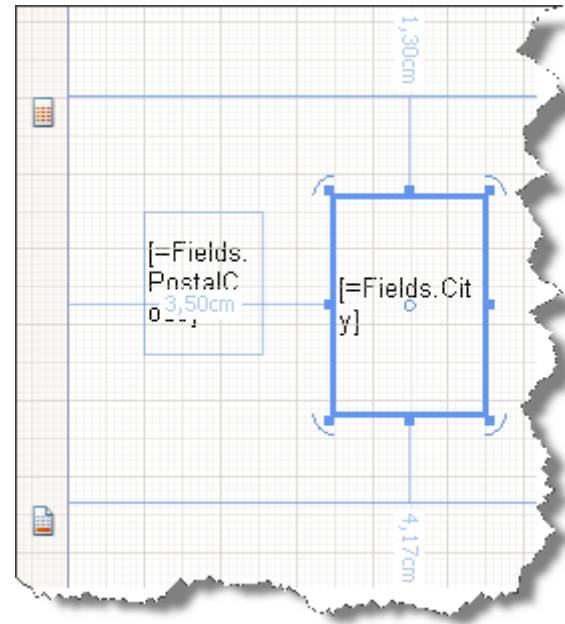 1,30cm
[=Fields.
PostalC
3,50cm
[=Fields.Cit
y]
4,17cm